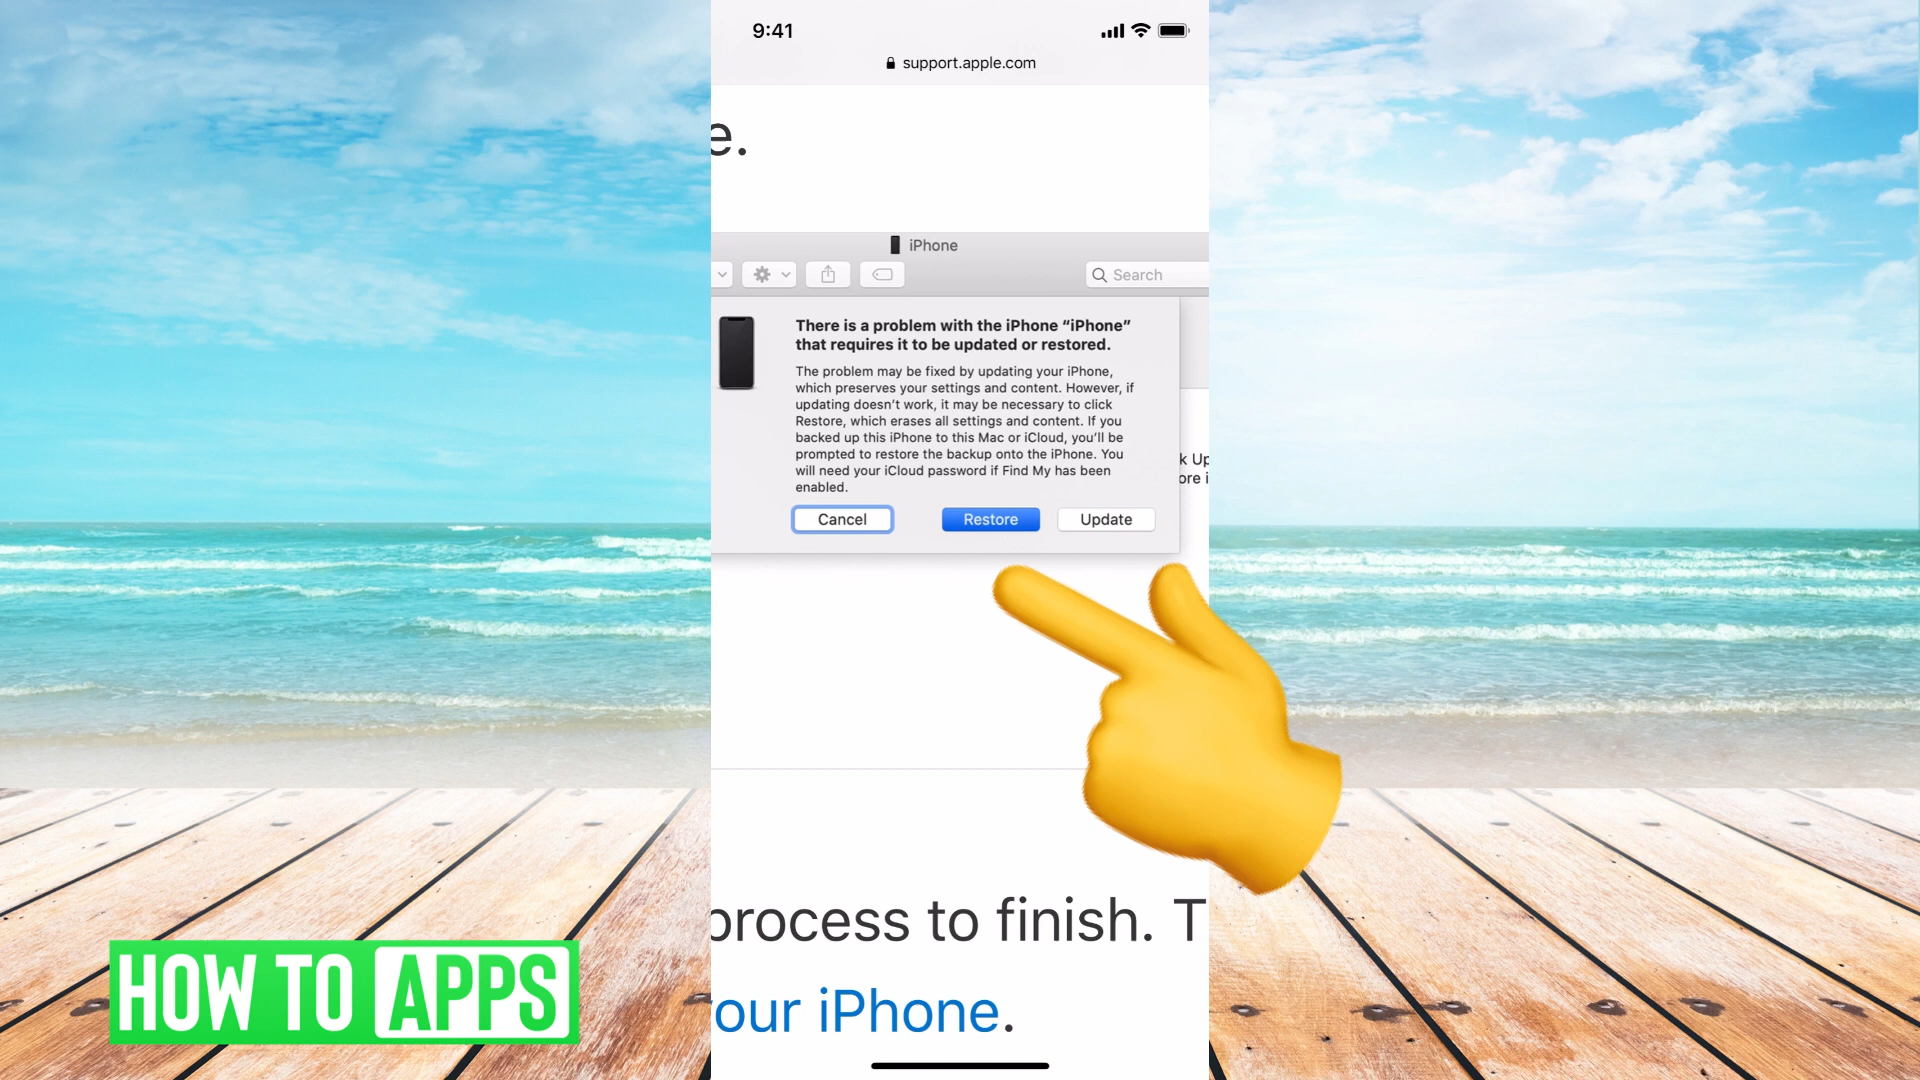 9:41
support.apple.com
e.
iPhone
Search
There is a problem with the iPhone “iPhone”
that requires it to be updated or restored.
The problem may be fixed by updating your iPhone,
which preserves your settings and content. However, if
updating doesn’t work, it may be necessary to click
Restore, which erases all settings and content. If you
backed up this iPhone to this Mac or iCloud, you’ll be
prompted to restore the backup onto the iPhone. You
will need your iCloud password if Find My has been
enabled.
k Up
ore i
Cancel
Restore
Update
process to finish. T
our iPhone.
HOW TO APPS